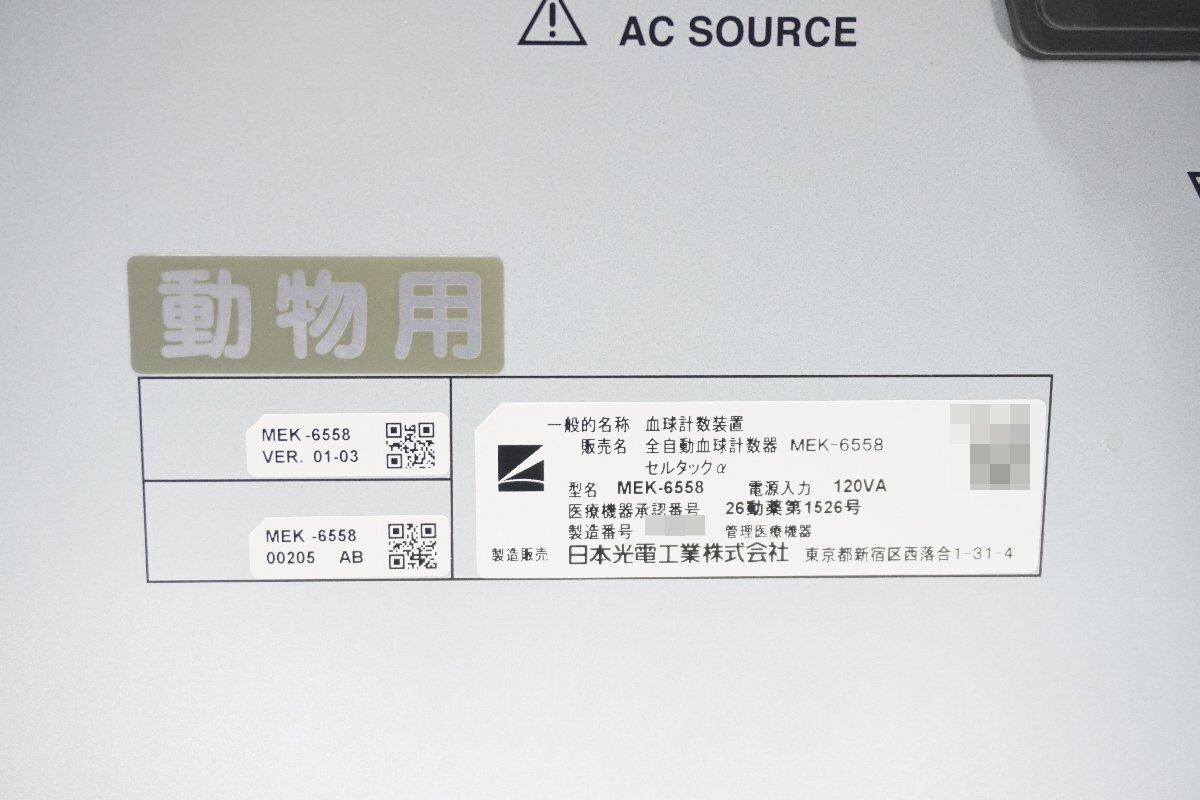 AC SOURCE
動物用
MEK-6558
VER. 01-03
MEK-6558
00205 AB
一般的名称 血球計数装置
販売名 全自動血球計数器 MEK-6558
セルタックα
型名 MEK-6558 電源入力 120VA
医療機器承認番号 26動薬第1526号
製造番号 管理医療機器
製造販売 日本光電工業株式会社 東京都新宿区西落合1-31-4